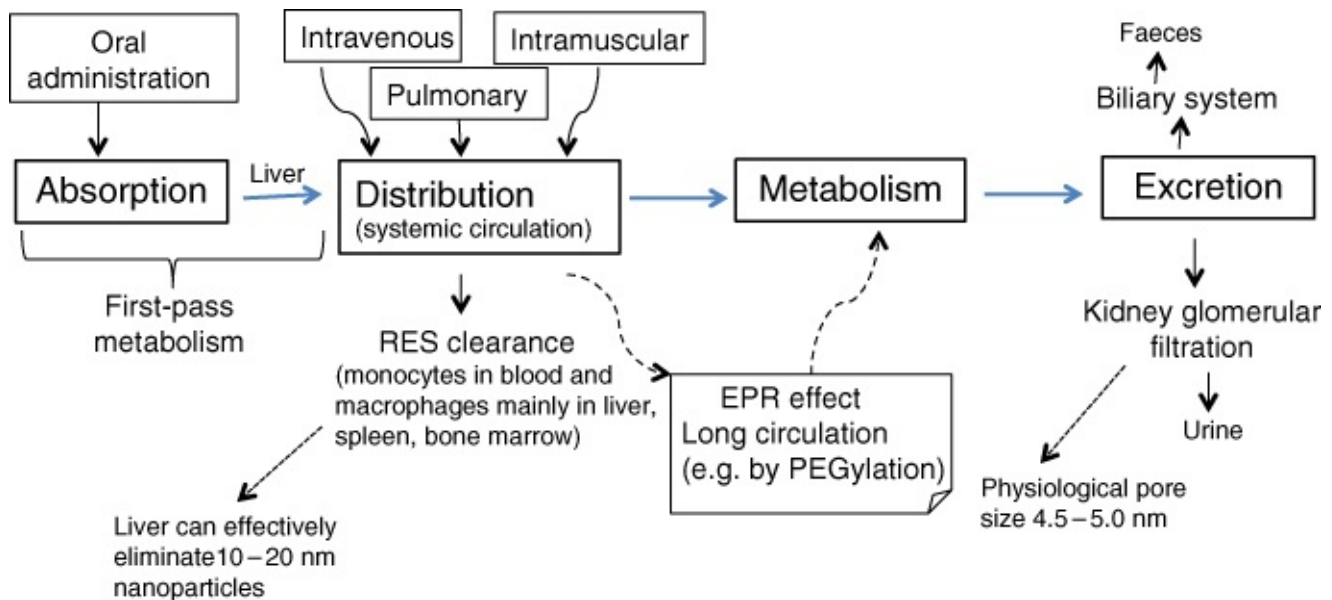 Oral
administration
Intravenous
Intramuscular
Pulmonary
Faeces
Biliary system
Absorption
Liver
Distribution
(systemic circulation)
Metabolism
Excretion
First-pass
metabolism
RES clearance
(monocytes in blood and
macrophages mainly in liver,
spleen, bone marrow)
EPR effect
Long circulation
(e.g. by PEGylation)
Kidney glomerular
filtration
Urine
Physiological pore
size 4.5–5.0 nm
Liver can effectively
eliminate10–20 nm
nanoparticles